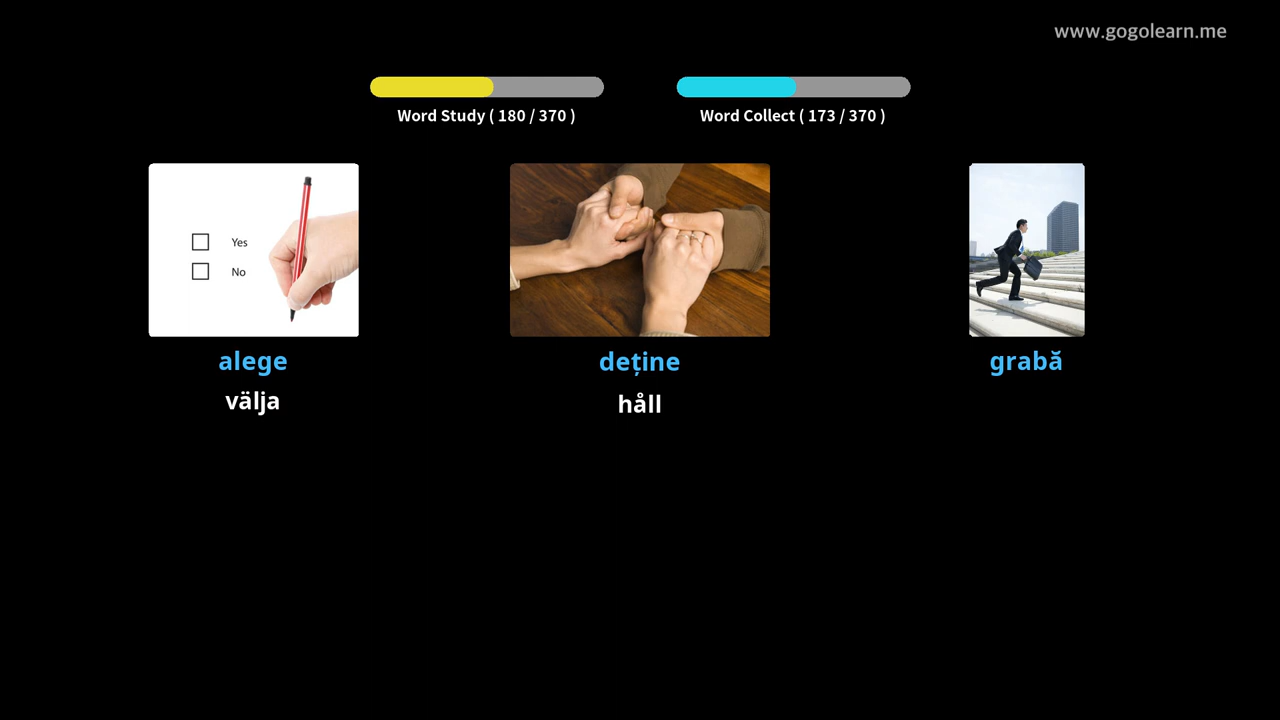 www.gogolearn.me
Word Study ( 180 / 370 )
Word Collect ( 173 / 370 )
Yes
No
alege
välja
deține
håll
grabă